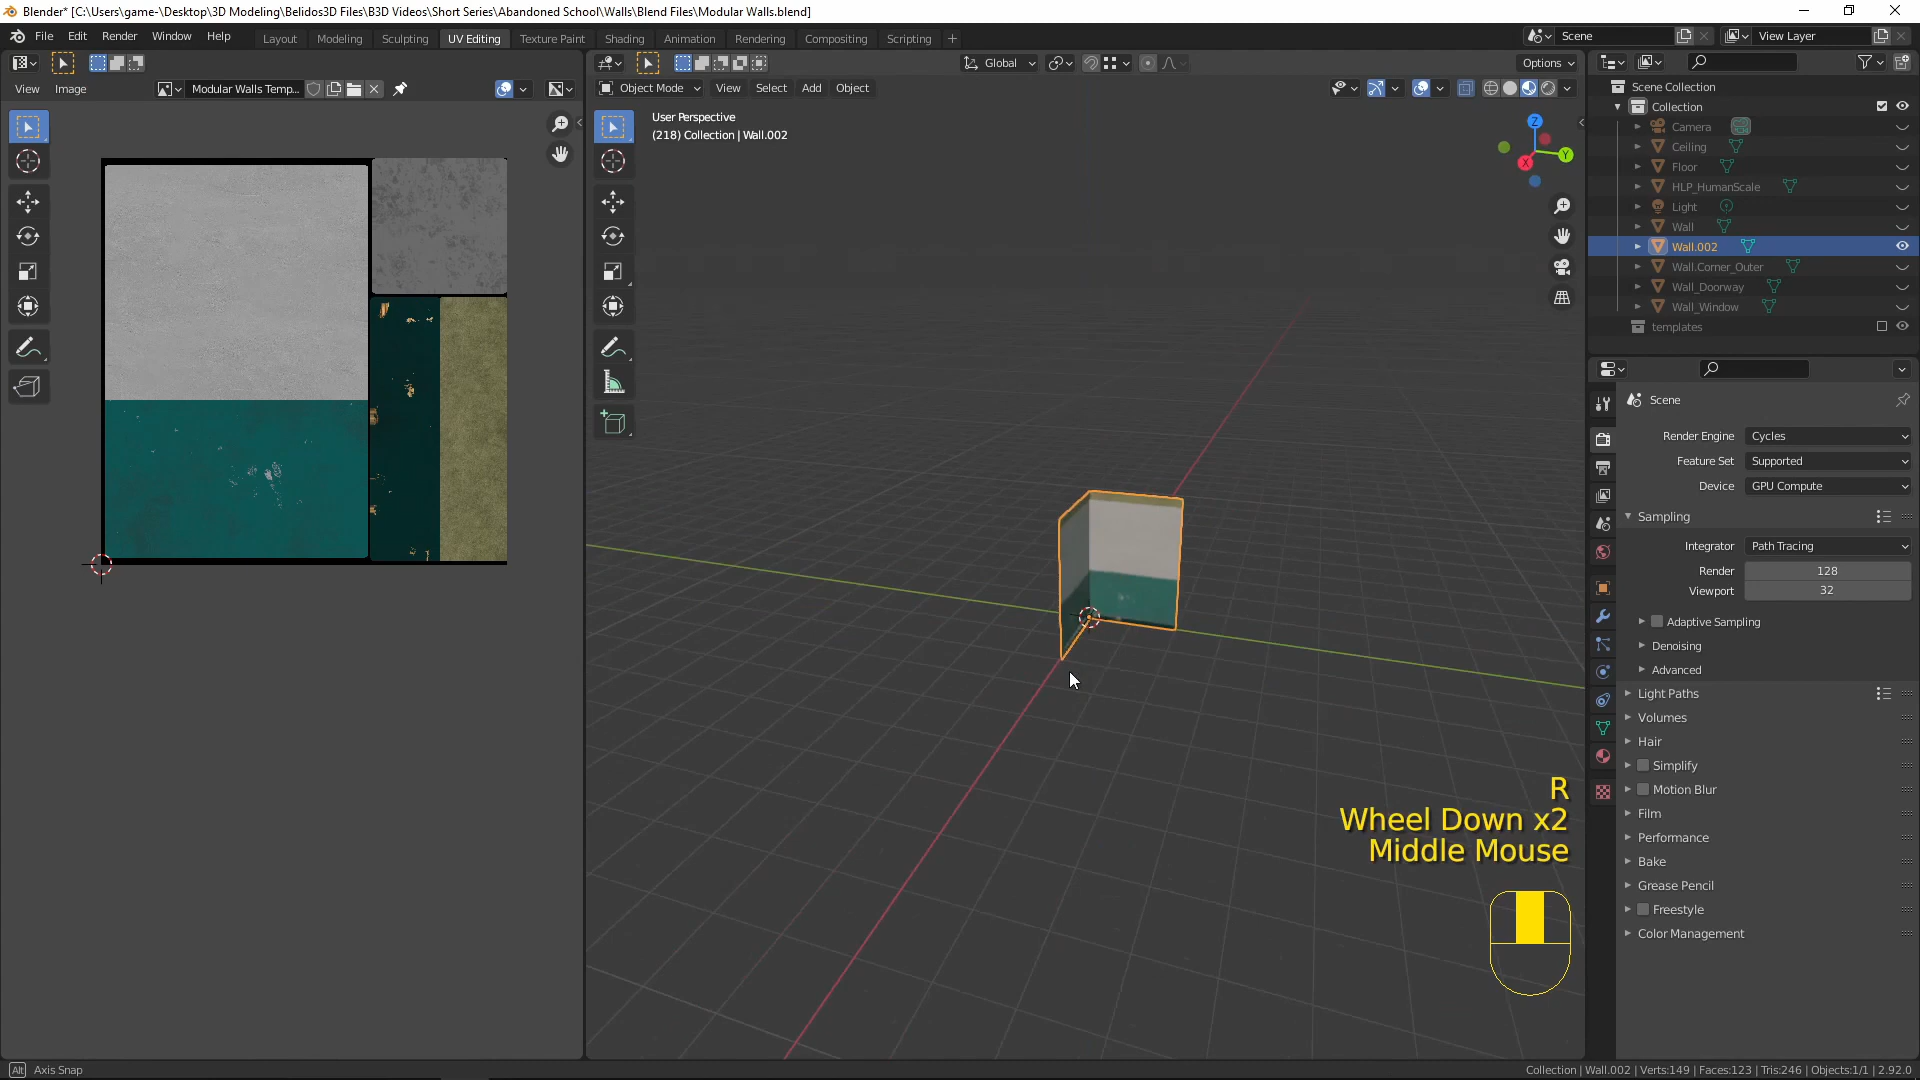 Blender* [C:\Users\game-\Desktop\3D Modeling\Belidos3D Files\B3D Videos\Short Series\Abandoned School\Walls\Blend Files\Modular Walls.blend]
File Edit Render Window Help Layout Modeling Sculpting UV Editing Texture Paint Shading Animation Rendering Compositing Scripting + Scene View Layer
Global Options
View Image Modular Walls Temp... Object Mode View Select Add Object
Scene Collection
Collection
User Perspective
(218) Collection | Wall.002
Camera
Ceiling
Floor
HLP_HumanScale
Light
Wall
Wall.002
Wall.Corner_Outer
Wall_Doorway
Wall_Window
templates
Z
Y
X
Scene
Render Engine Cycles
Feature Set Supported
Device GPU Compute
Sampling
Integrator Path Tracing
Render 128
Viewport 32
Adaptive Sampling
Denoising
Advanced
Light Paths
Volumes
Hair
Simplify
Motion Blur
Film
Performance
Bake
Grease Pencil
Freestyle
Color Management
R
Wheel Down x2
Middle Mouse
Alt Axis Snap
Collection | Wall.002 | Verts:149 | Faces:123 | Tris:246 | Objects:1/1 | 2.92.0